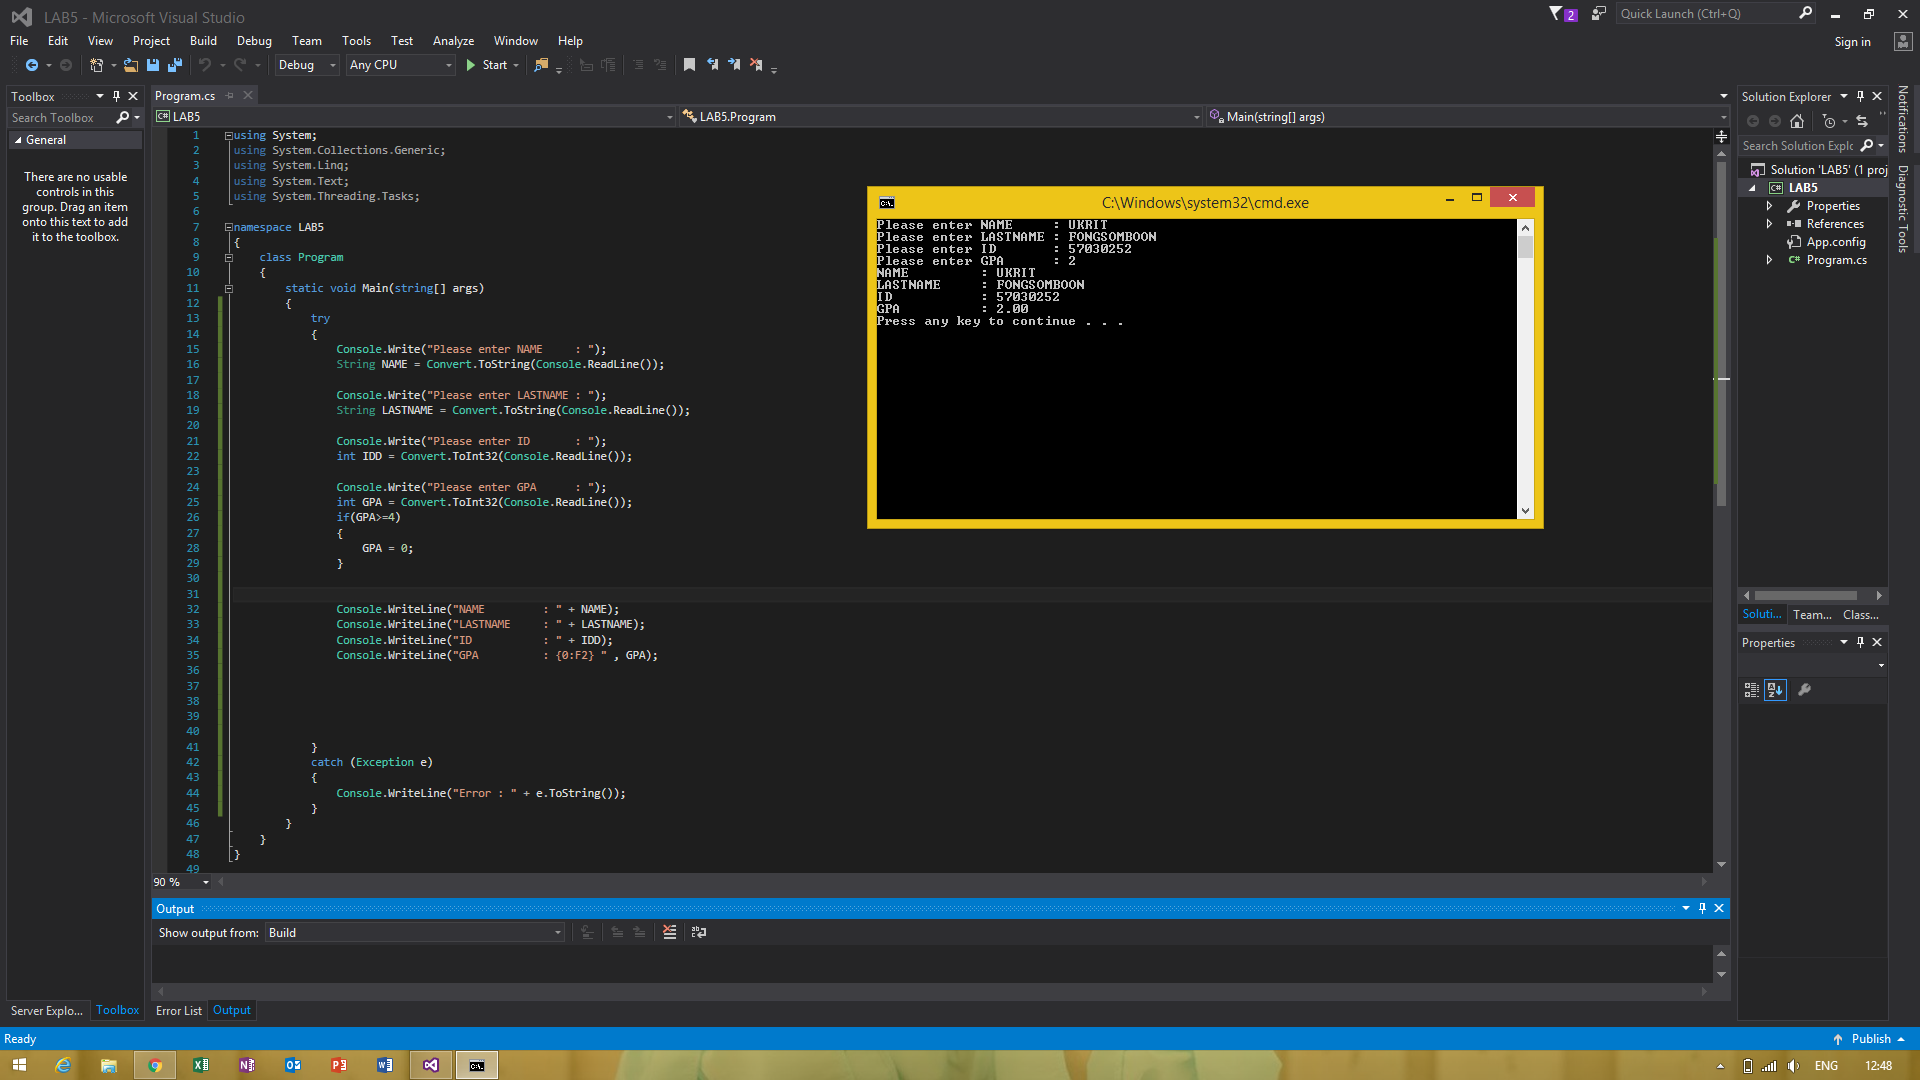 LAB5 - Microsoft Visual Studio
2
Quick Launch (Ctrl+Q)
File Edit View Project Build Debug Team Tools Test Analyze Window Help
Sign in
Debug Any CPU Start
Toolbox
Search Toolbox
General
There are no usable
controls in this
group. Drag an item
onto this text to add
it to the toolbox.
Program.cs
LAB5 LAB5.Program Main(string[] args)
1 using System;
2 using System.Collections.Generic;
3 using System.Linq;
4 using System.Text;
5 using System.Threading.Tasks;
6
7 namespace LAB5
8 {
9 class Program
10 {
11 static void Main(string[] args)
12 {
13 try
14 {
15 Console.Write("Please enter NAME     : ");
16 String NAME = Convert.ToString(Console.ReadLine());
17
18 Console.Write("Please enter LASTNAME : ");
19 String LASTNAME = Convert.ToString(Console.ReadLine());
20
21 Console.Write("Please enter ID       : ");
22 int IDD = Convert.ToInt32(Console.ReadLine());
23
24 Console.Write("Please enter GPA      : ");
25 int GPA = Convert.ToInt32(Console.ReadLine());
26 if(GPA>=4)
27 {
28 GPA = 0;
29 }
30
31
32 Console.WriteLine("NAME         : " + NAME);
33 Console.WriteLine("LASTNAME     : " + LASTNAME);
34 Console.WriteLine("ID           : " + IDD);
35 Console.WriteLine("GPA          : {0:F2} " , GPA);
36
37
38
39
40
41 }
42 catch (Exception e)
43 {
44 Console.WriteLine("Error : " + e.ToString());
45 }
46 }
47 }
48 }
49
90 %
C:\Windows\system32\cmd.exe
Please enter NAME     : UKRIT
Please enter LASTNAME : FONGSOMBOON
Please enter ID       : 57030252
Please enter GPA      : 2
NAME         : UKRIT
LASTNAME     : FONGSOMBOON
ID           : 57030252
GPA          : 2.00
Press any key to continue . . .
Solution Explorer
Search Solution Explc
Solution 'LAB5' (1 proj
LAB5
Properties
References
App.config
Program.cs
Soluti... Team... Class...
Properties
Notifications
Diagnostic Tools
Output
Show output from: Build
Server Explo... Toolbox
Error List Output
Ready
Publish
ENG 12:48